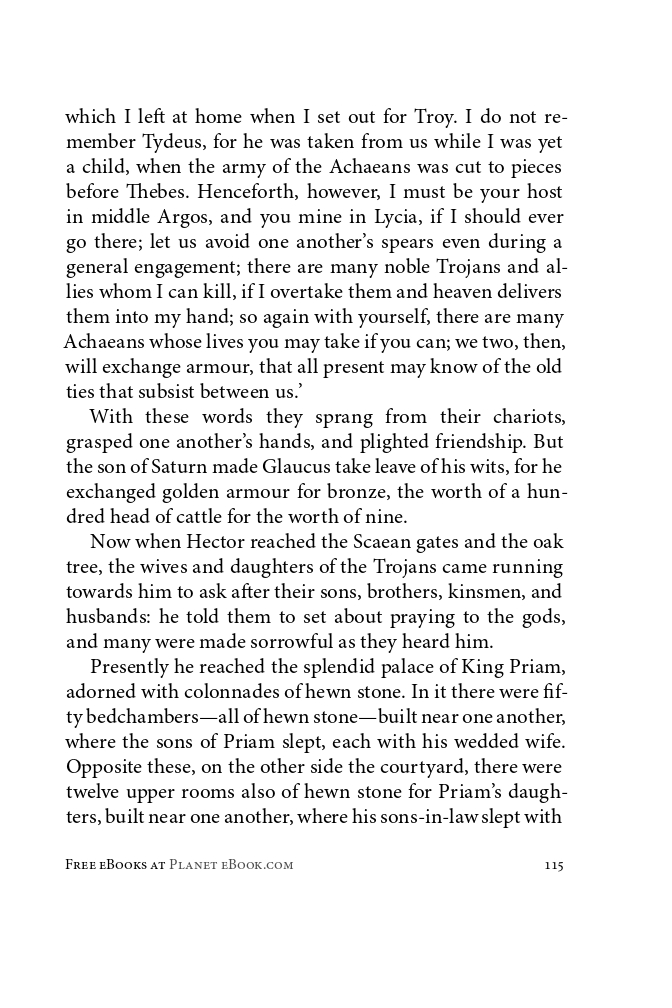 which I left at home when I set out for Troy. I do not re-
member Tydeus, for he was taken from us while I was yet
a child, when the army of the Achaeans was cut to pieces
before Thebes. Henceforth, however, I must be your host
in middle Argos, and you mine in Lycia, if I should ever
go there; let us avoid one another’s spears even during a
general engagement; there are many noble Trojans and al-
lies whom I can kill, if I overtake them and heaven delivers
them into my hand; so again with yourself, there are many
Achaeans whose lives you may take if you can; we two, then,
will exchange armour, that all present may know of the old
ties that subsist between us.’
With these words they sprang from their chariots,
grasped one another’s hands, and plighted friendship. But
the son of Saturn made Glaucus take leave of his wits, for he
exchanged golden armour for bronze, the worth of a hun-
dred head of cattle for the worth of nine.
Now when Hector reached the Scaean gates and the oak
tree, the wives and daughters of the Trojans came running
towards him to ask after their sons, brothers, kinsmen, and
husbands: he told them to set about praying to the gods,
and many were made sorrowful as they heard him.
Presently he reached the splendid palace of King Priam,
adorned with colonnades of hewn stone. In it there were fif-
ty bedchambers—all of hewn stone—built near one another,
where the sons of Priam slept, each with his wedded wife.
Opposite these, on the other side the courtyard, there were
twelve upper rooms also of hewn stone for Priam’s daugh-
ters, built near one another, where his sons-in-law slept with
Free eBooks at Planet eBook.com 115